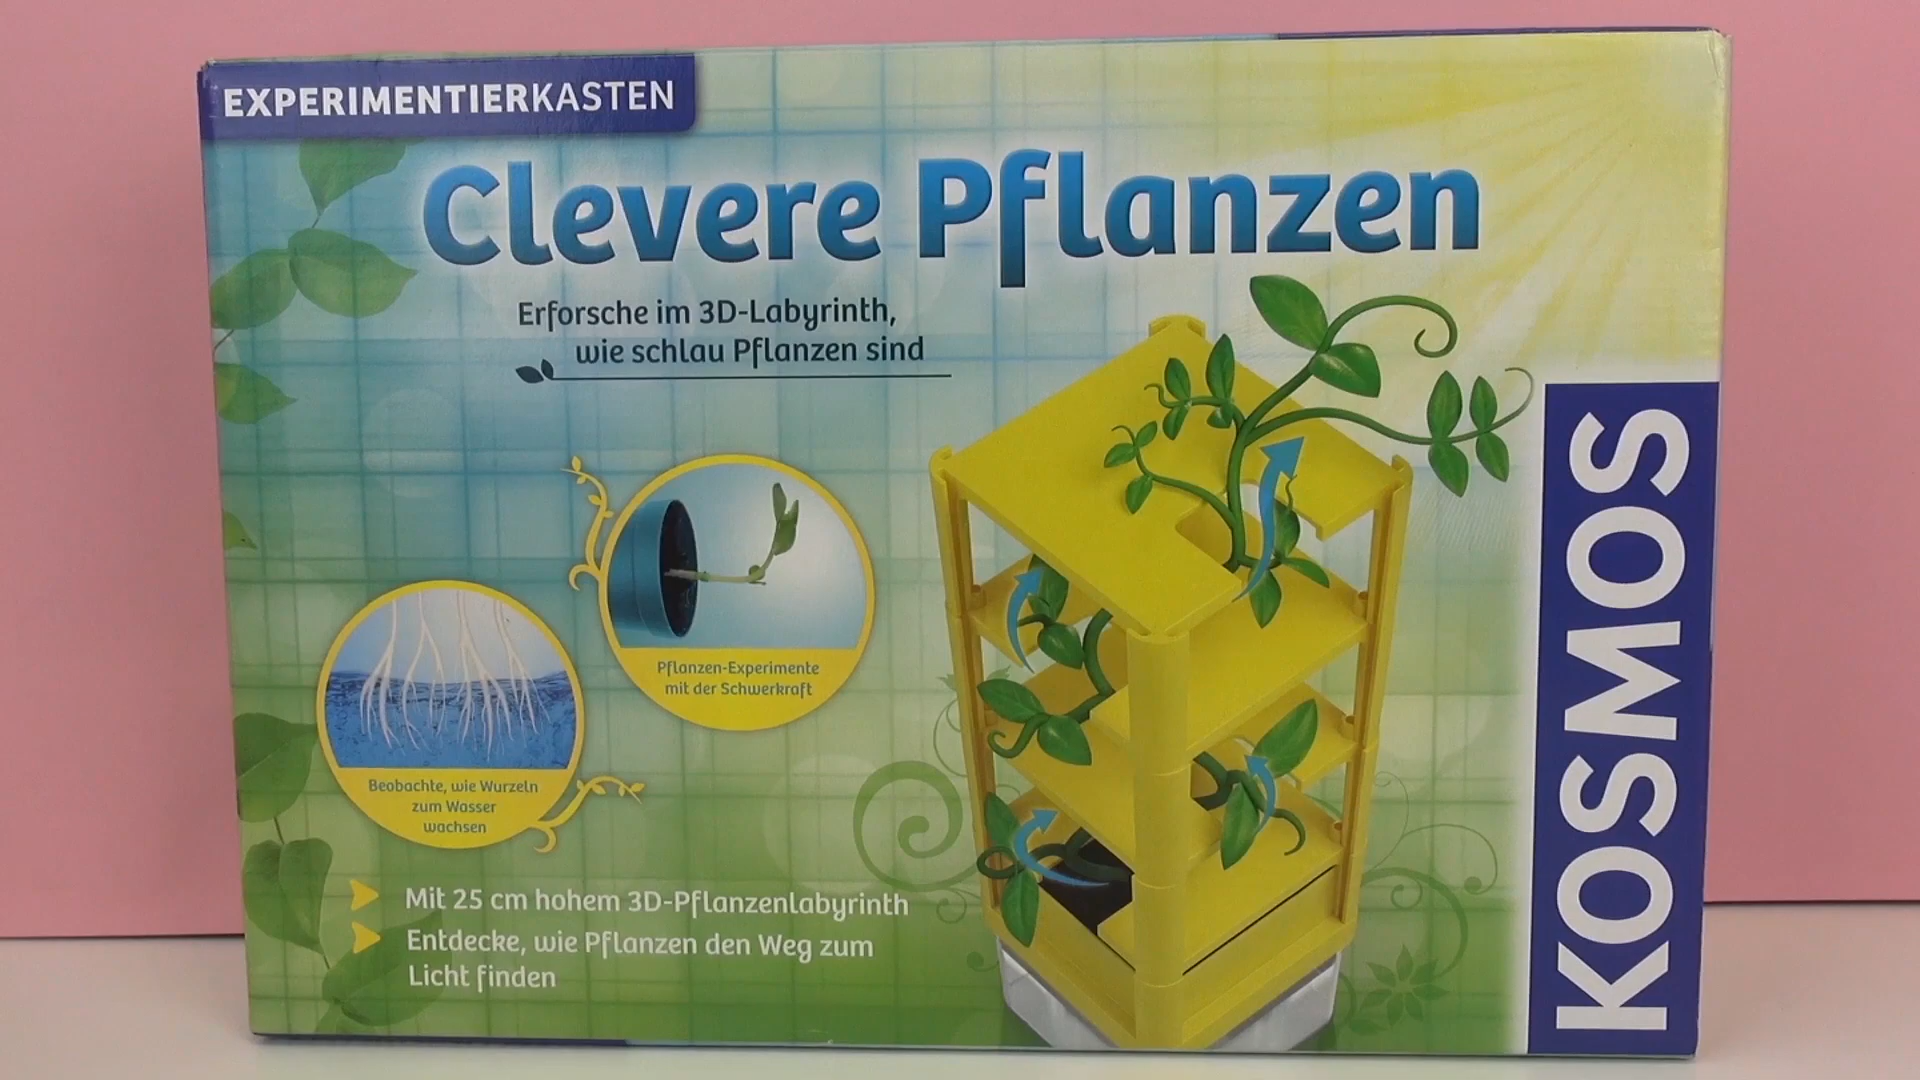 EXPERIMENTIERKASTEN
Clevere Pflanzen
Erforsche im 3D-Labyrinth,
wie schlau Pflanzen sind
Pflanzen-Experimente
mit der Schwerkraft
Beobachte, wie Wurzeln
zum Wasser
wachsen
Mit 25 cm hohem 3D-Pflanzenlabyrinth
Entdecke, wie Pflanzen den Weg zum
Licht finden
KOSMOS